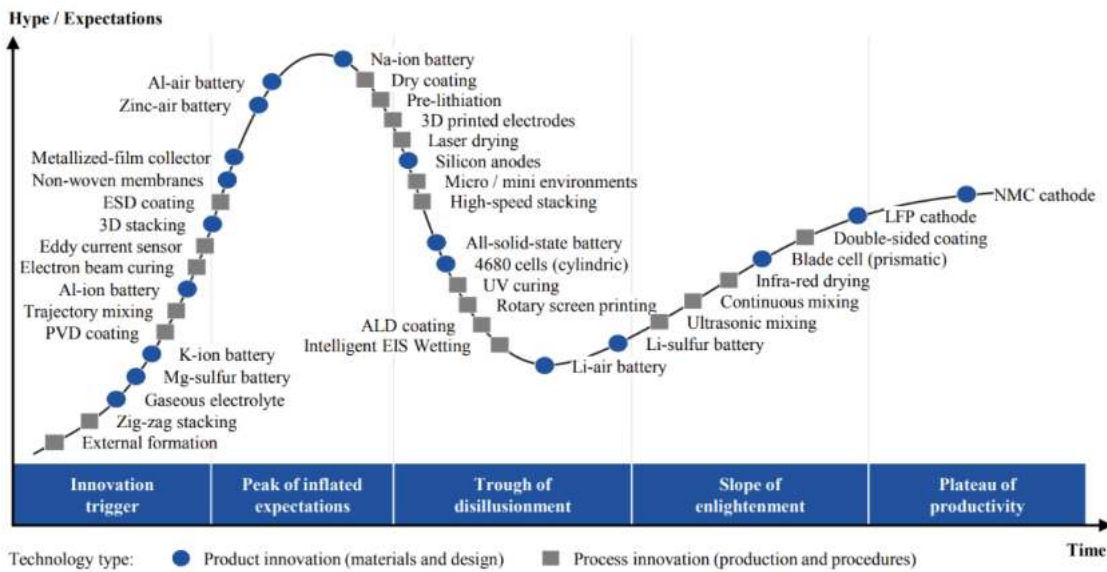 Hype / Expectations
Na-ion battery
Al-air battery
Dry coating
Zinc-air battery
Pre-lithiation
3D printed electrodes
Laser drying
Metallized-film collector
Silicon anodes
Non-woven membranes
Micro / mini environments
ESD coating
High-speed stacking
NMC cathode
3D stacking
LFP cathode
Eddy current sensor
All-solid-state battery
Double-sided coating
Electron beam curing
4680 cells (cylindric)
Blade cell (prismatic)
Al-ion battery
UV curing
Infra-red drying
Trajectory mixing
Rotary screen printing
Continuous mixing
PVD coating
ALD coating
Ultrasonic mixing
Intelligent EIS Wetting
Li-sulfur battery
K-ion battery
Li-air battery
Mg-sulfur battery
Gaseous electrolyte
Zig-zag stacking
External formation
Innovation trigger
Peak of inflated expectations
Trough of disillusionment
Slope of enlightenment
Plateau of productivity
Time
Technology type:
Product innovation (materials and design)
Process innovation (production and procedures)